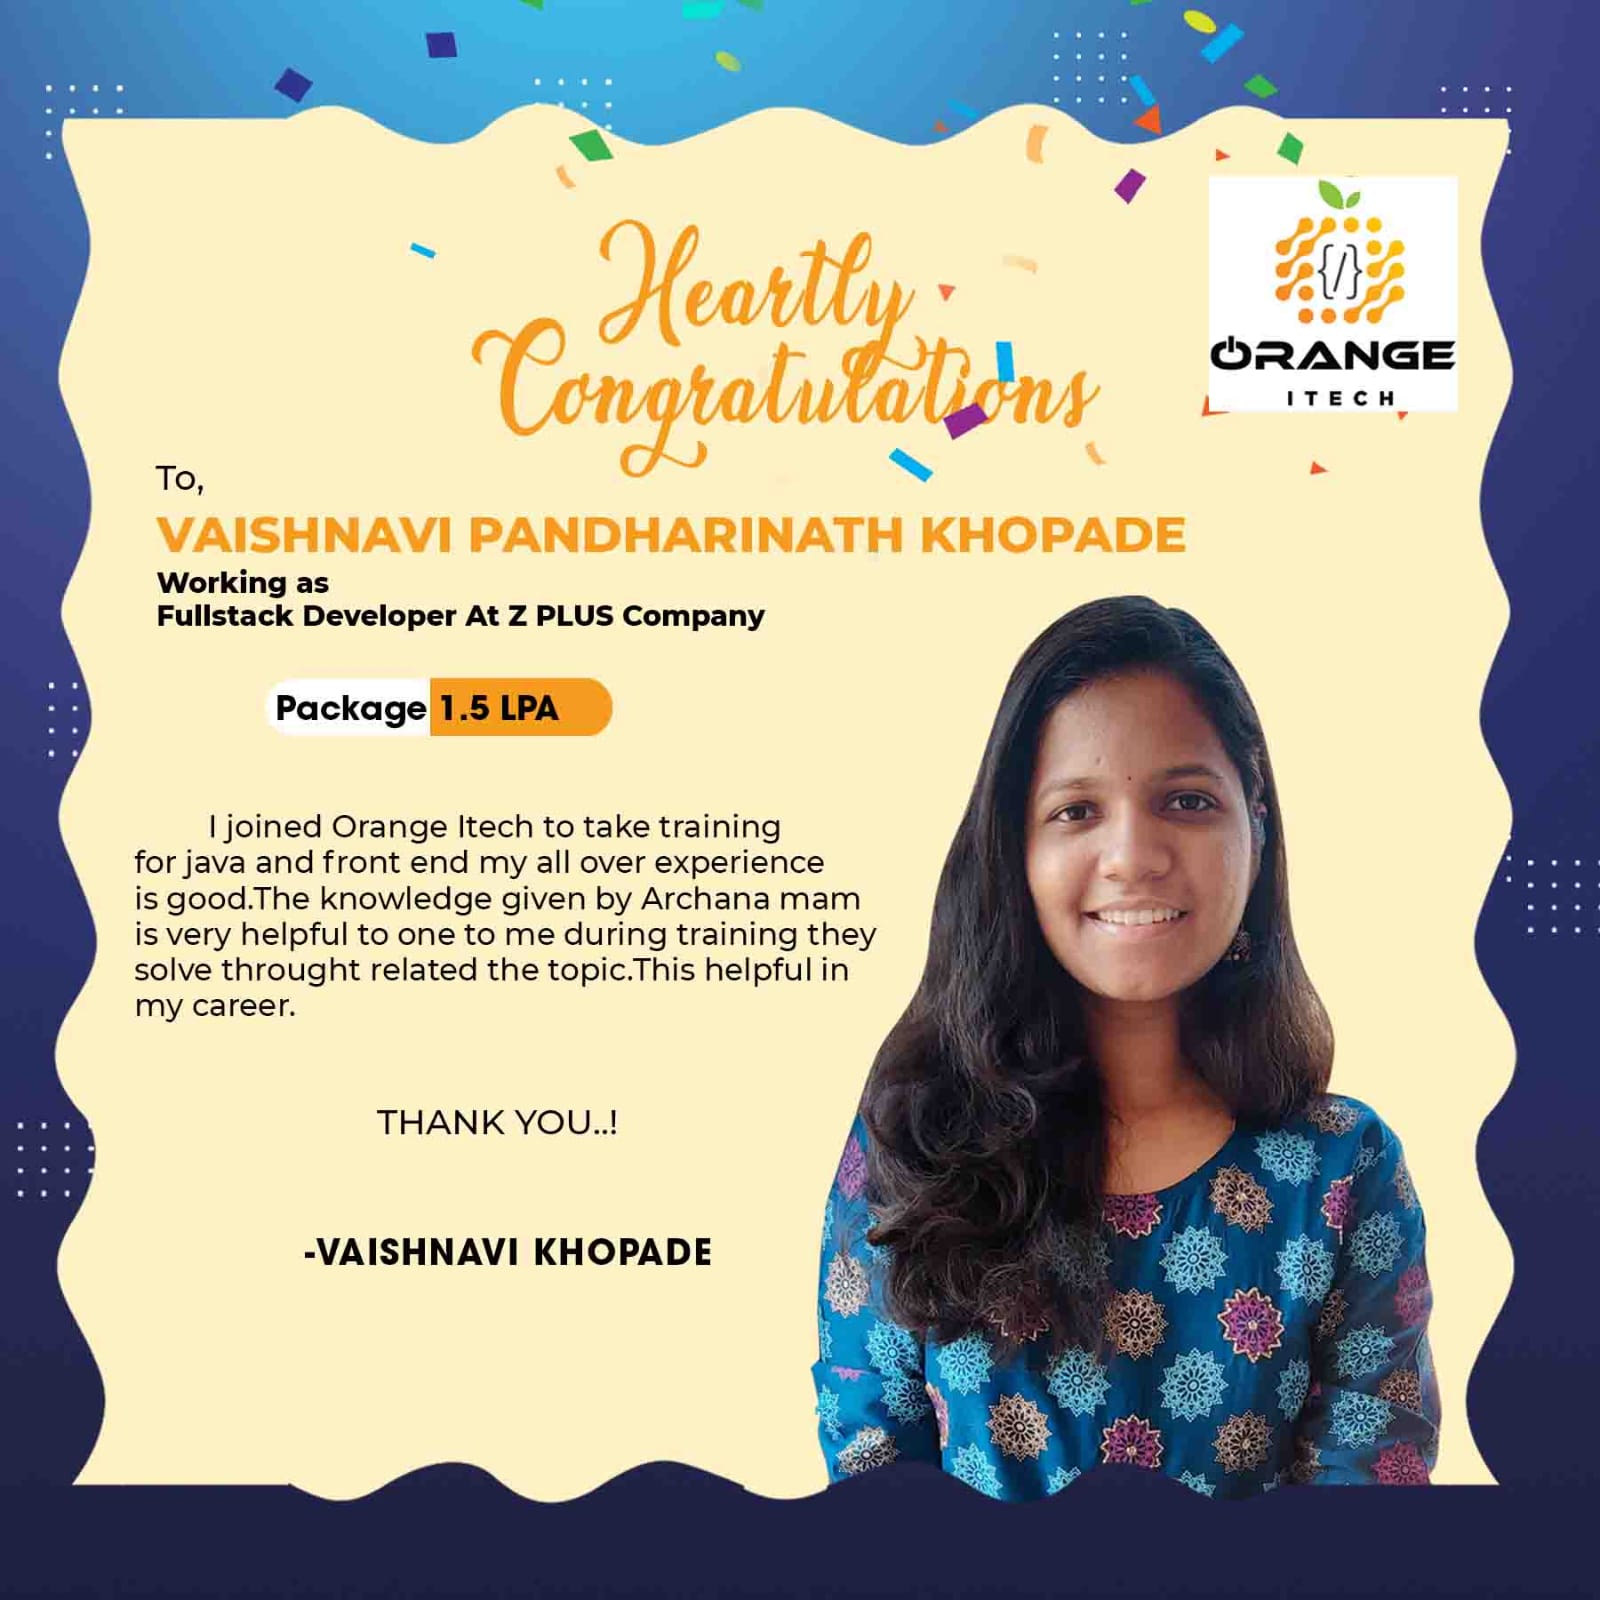 Heartly
Congratulations
ORANGE
ITECH
To,
VAISHNAVI PANDHARINATH KHOPADE
Working as
Fullstack Developer At Z PLUS Company
Package 1.5 LPA
I joined Orange Itech to take training
for java and front end my all over experience
is good.The knowledge given by Archana mam
is very helpful to one to me during training they
solve throught related the topic.This helpful in
my career.
THANK YOU..!
-VAISHNAVI KHOPADE